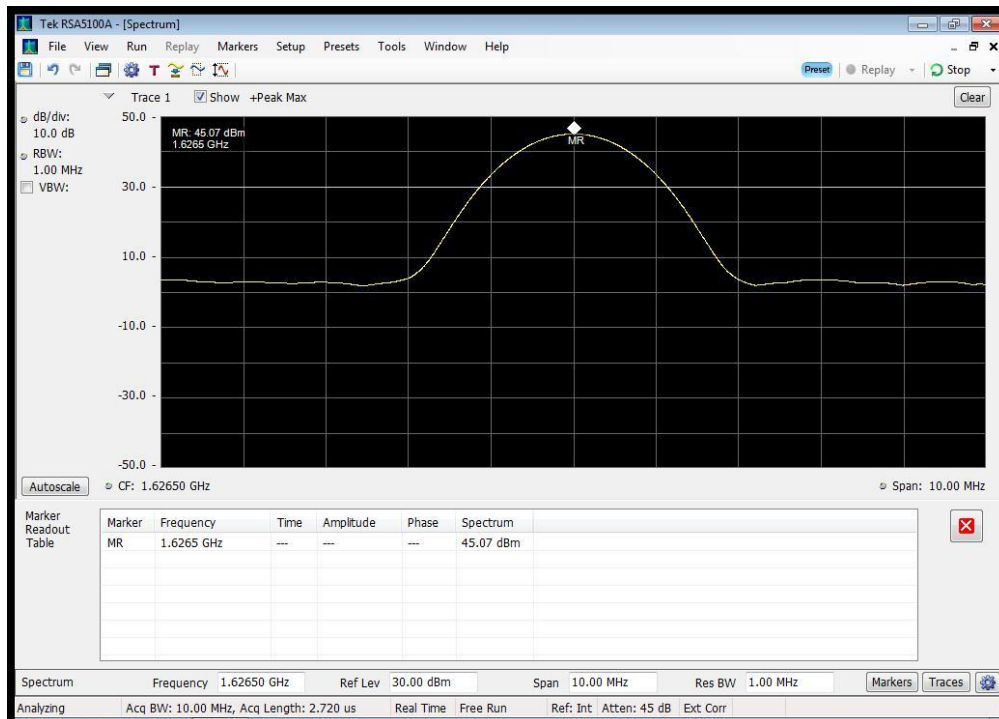 Tek RSA5100A - [Spectrum]
File View Run Replay Markers Setup Presets Tools Window Help
Preset Replay Stop
Trace 1 Show +Peak Max Clear
dB/div:
10.0 dB
RBW:
1.00 MHz
VBW:
50.0
30.0
10.0
-10.0
-30.0
-50.0
MR: 45.07 dBm
1.6265 GHz
MR
Autoscale CF: 1.62650 GHz Span: 10.00 MHz
Marker
Readout
Table
Marker Frequency Time Amplitude Phase Spectrum
MR 1.6265 GHz --- --- --- 45.07 dBm
Spectrum Frequency 1.62650 GHz Ref Lev 30.00 dBm Span 10.00 MHz Res BW 1.00 MHz Markers Traces
Analyzing Acq BW: 10.00 MHz, Acq Length: 2.720 us Real Time Free Run Ref: Int Atten: 45 dB Ext Corr